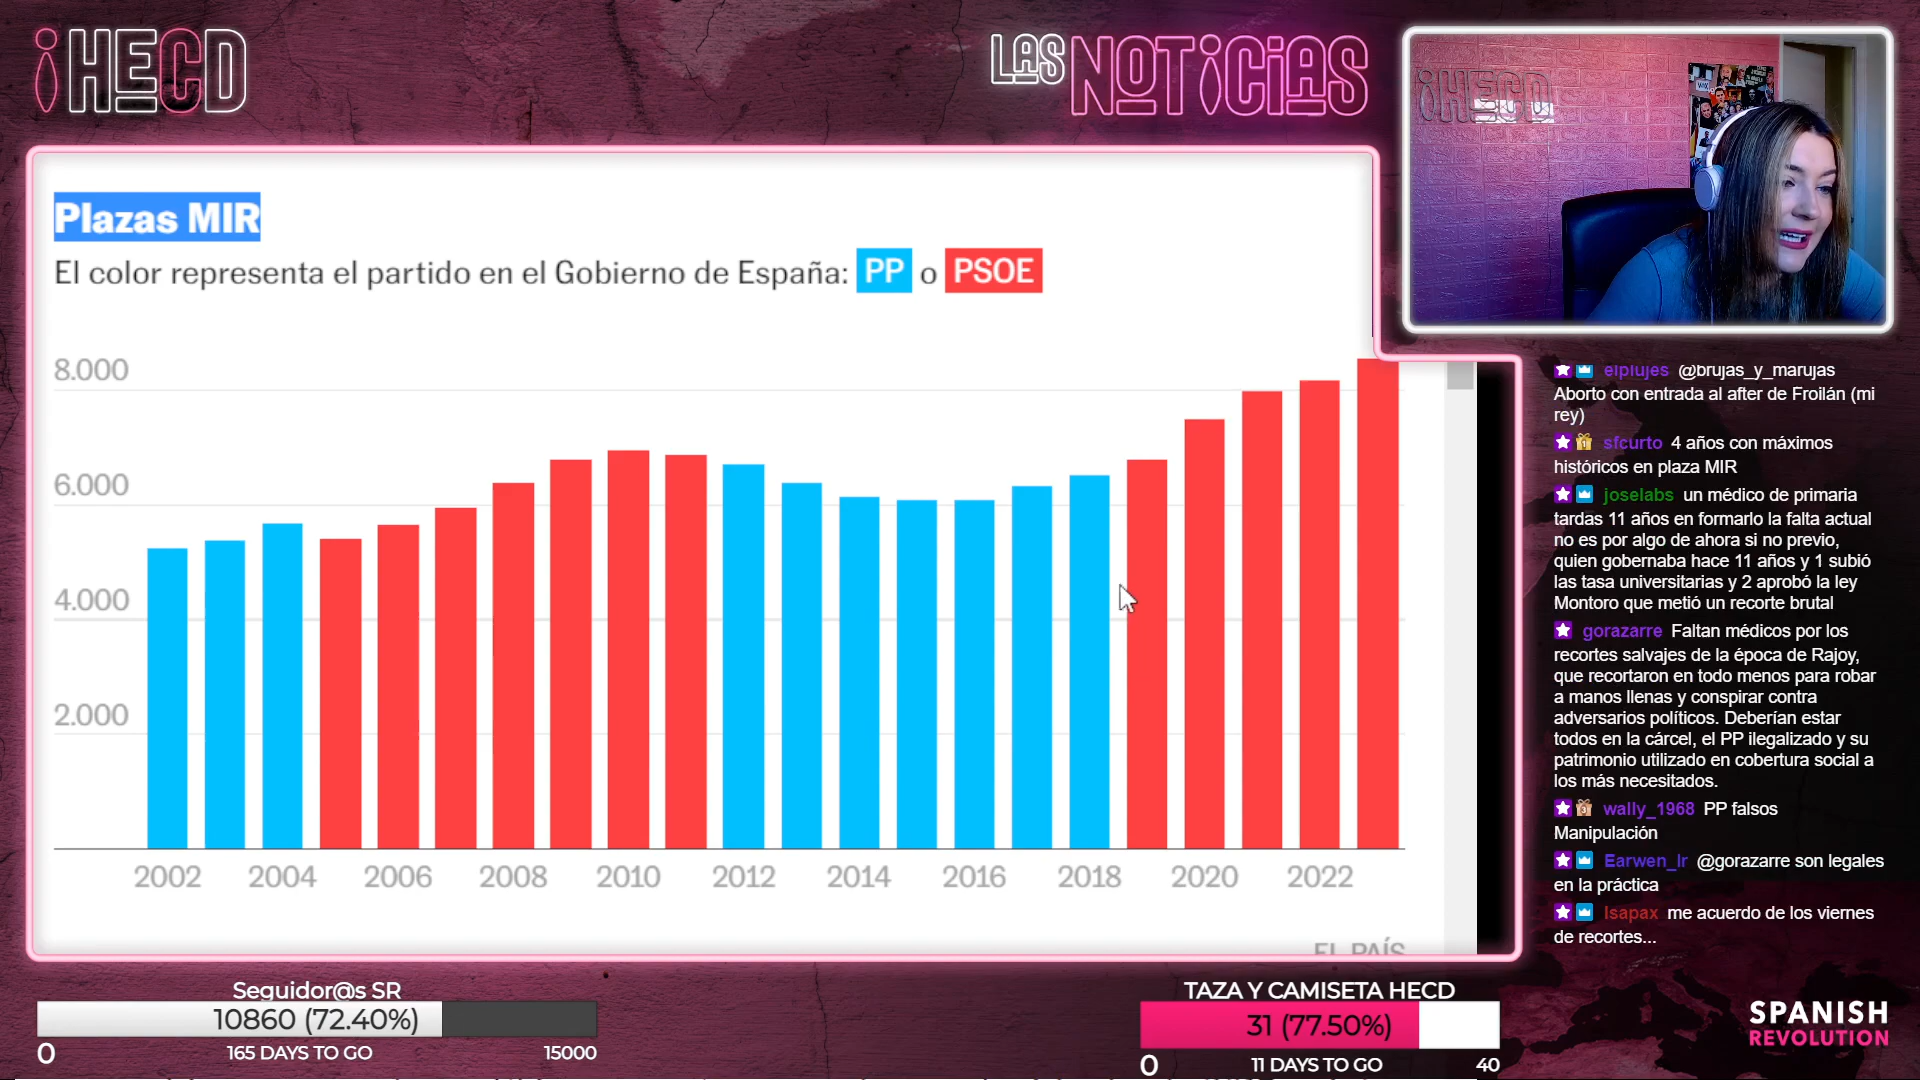 ¡HECD
LAS NOTICIAS
¡HECD
Plazas MIR
El color representa el partido en el Gobierno de España: PP o PSOE
8.000
6.000
4.000
2.000
2002 2004 2006 2008 2010 2012 2014 2016 2018 2020 2022
EL PAÍS
elplujes @brujas_y_marujas
Aborto con entrada al after de Froilán (mi
rey)
sfcurto 4 años con máximos
históricos en plaza MIR
joselabs un médico de primaria
tardas 11 años en formarlo la falta actual
no es por algo de ahora si no previo,
quien gobernaba hace 11 años y 1 subió
las tasa universitarias y 2 aprobó la ley
Montoro que metió un recorte brutal
gorazarre Faltan médicos por los
recortes salvajes de la época de Rajoy,
que recortaron en todo menos para robar
a manos llenas y conspirar contra
adversarios políticos. Deberían estar
todos en la cárcel, el PP ilegalizado y su
patrimonio utilizado en cobertura social a
los más necesitados.
wally_1968 PP falsos
Manipulación
Earwen_Ir @gorazarre son legales
en la práctica
Isapax me acuerdo de los viernes
de recortes...
Seguidor@s SR
10860 (72.40%)
0 165 DAYS TO GO 15000
TAZA Y CAMISETA HECD
31 (77.50%)
0 11 DAYS TO GO 40
SPANISH
REVOLUTION